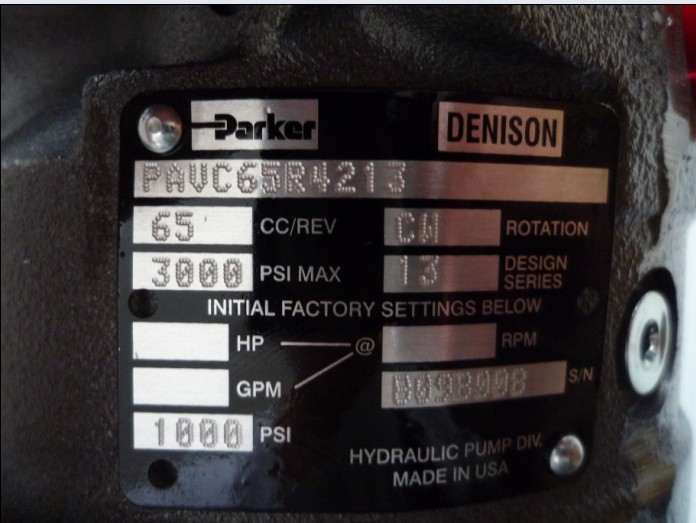 Parker DENISON
PAVC65R4213
65 CC/REV CW ROTATION
3000 PSI MAX 13 DESIGN SERIES
INITIAL FACTORY SETTINGS BELOW
HP @ RPM
GPM S/N
1000 PSI
HYDRAULIC PUMP DIV.
MADE IN USA